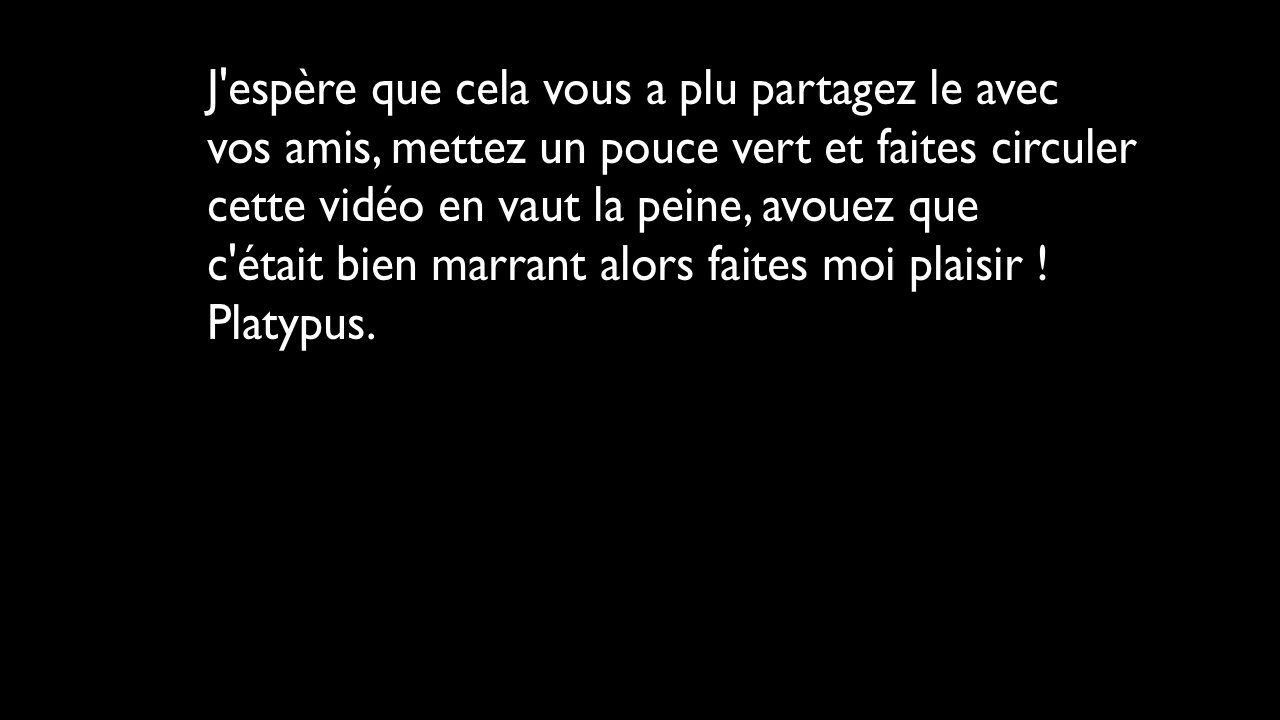 J'espère que cela vous a plu partagez le avec
vos amis, mettez un pouce vert et faites circuler
cette vidéo en vaut la peine, avouez que
c'était bien marrant alors faites moi plaisir !
Platypus.